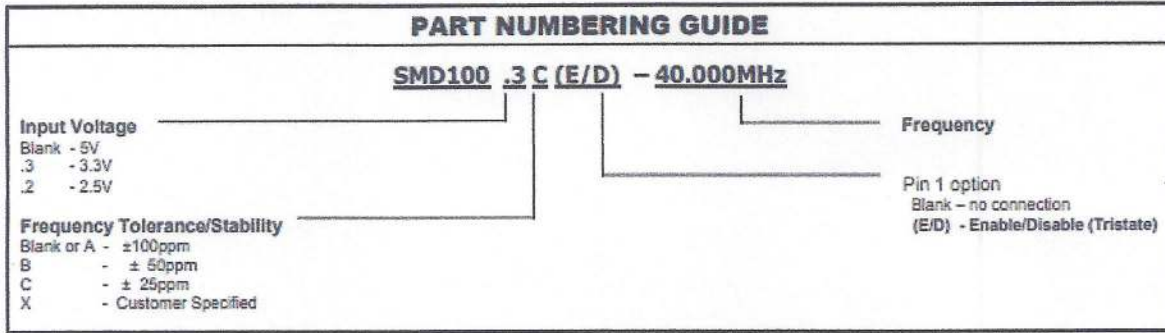 PART NUMBERING GUIDE
SMD100 .3 C (E/D) – 40.000MHz
Input Voltage
Blank - 5V
.3 - 3.3V
.2 - 2.5V
Frequency Tolerance/Stability
Blank or A - ±100ppm
B - ± 50ppm
C - ± 25ppm
X - Customer Specified
Frequency
Pin 1 option
Blank – no connection
(E/D) - Enable/Disable (Tristate)